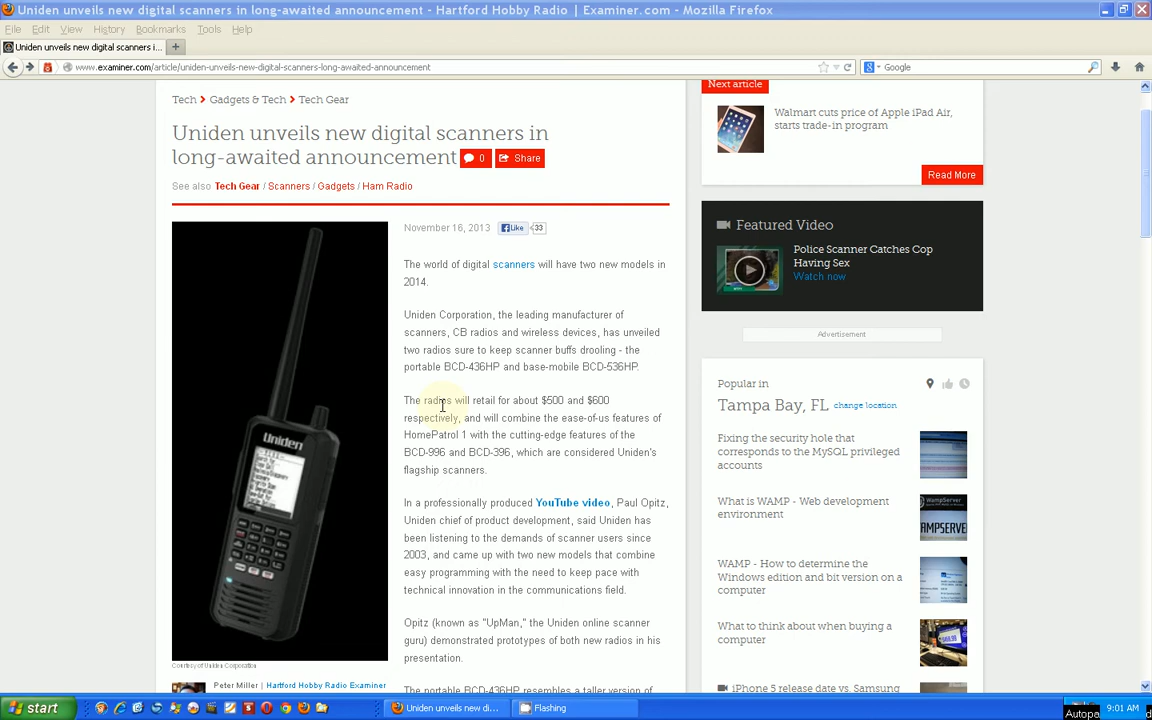 Uniden unveils new digital scanners in long-awaited announcement - Hartford Hobby Radio | Examiner.com - Mozilla Firefox
File Edit View History Bookmarks Tools Help
Uniden unveils new digital scanners i...
www.examiner.com/article/uniden-unveils-new-digital-scanners-long-awaited-announcement
Google
Tech > Gadgets & Tech > Tech Gear
Uniden unveils new digital scanners in
long-awaited announcement
0
Share
See also Tech Gear / Scanners / Gadgets / Ham Radio
Uniden
November 16, 2013
Like
33
The world of digital scanners will have two new models in
2014.
Uniden Corporation, the leading manufacturer of
scanners, CB radios and wireless devices, has unveiled
two radios sure to keep scanner buffs drooling - the
portable BCD-436HP and base-mobile BCD-536HP.
The radios will retail for about $500 and $600
respectively, and will combine the ease-of-us features of
HomePatrol 1 with the cutting-edge features of the
BCD-996 and BCD-396, which are considered Uniden's
flagship scanners.
In a professionally produced YouTube video, Paul Opitz,
Uniden chief of product development, said Uniden has
been listening to the demands of scanner users since
2003, and came up with two new models that combine
easy programming with the need to keep pace with
technical innovation in the communications field.
Opitz (known as "UpMan," the Uniden online scanner
guru) demonstrated prototypes of both new radios in his
presentation.
The portable BCD-436HP resembles a taller version of
Courtesy of Uniden Corporation
Peter Miller | Hartford Hobby Radio Examiner
Next article
Walmart cuts price of Apple iPad Air,
starts trade-in program
Read More
Featured Video
Police Scanner Catches Cop
Having Sex
Watch now
Advertisement
Popular in
Tampa Bay, FL change location
Fixing the security hole that
corresponds to the MySQL privileged
accounts
What is WAMP - Web development
environment
WampServer
AMPSERVE
WAMP - How to determine the
Windows edition and bit version on a
computer
What to think about when buying a
computer
iPhone 5 release date vs. Samsung
start
Uniden unveils new di...
Flashing
9:01 AM
Autopa